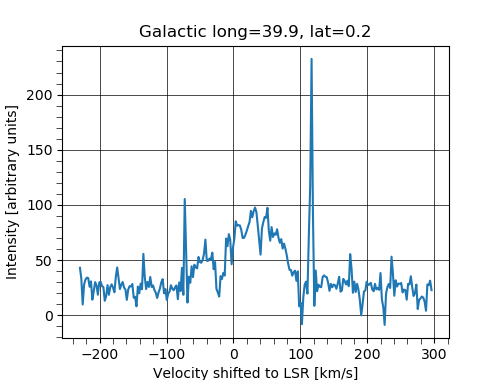 Galactic long=39.9, lat=0.2
Intensity [arbitrary units]
200
150
100
50
0
−200 −100 0 100 200 300
Velocity shifted to LSR [km/s]